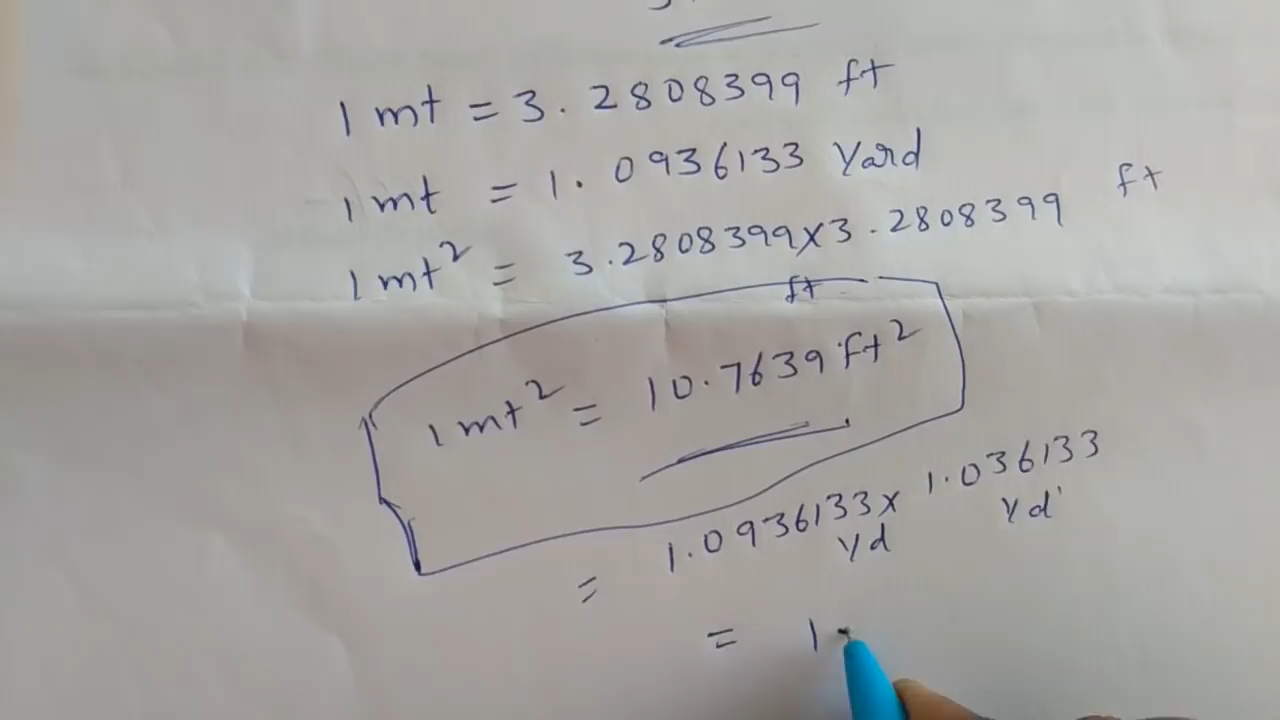 1 mt = 3.2808399 ft
1 mt = 1.0936133 Yard
1 mt² = 3.2808399 x 3.2808399 ft
ft
1 mt² = 10.7639 ft²
= 1.0936133 x 1.036133
Yd Yd
= 1.